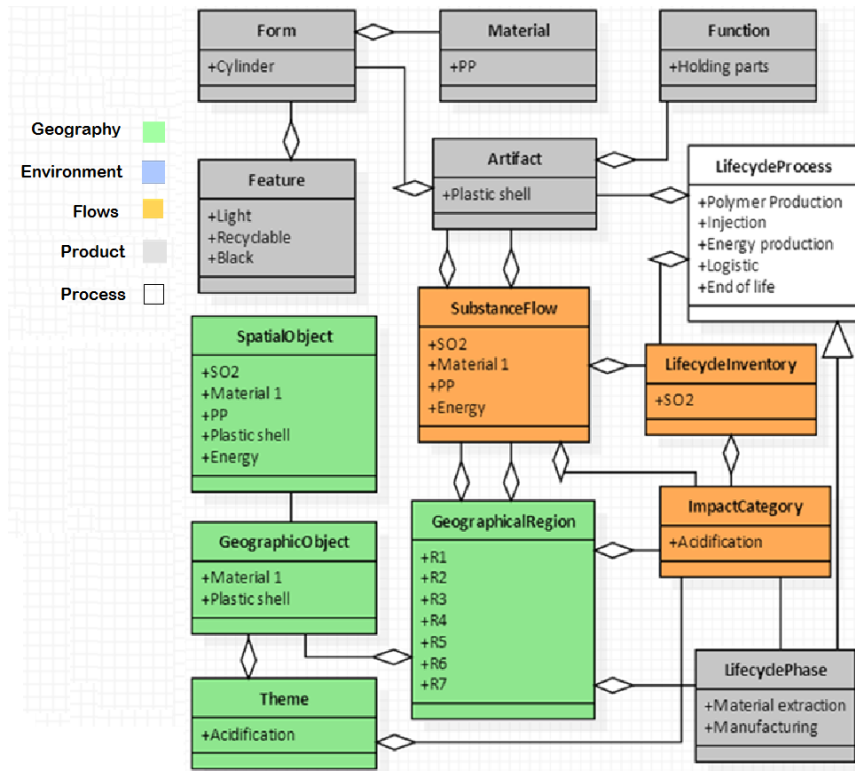 Form
+Cylinder
Material
+PP
Function
+Holding parts
Geography
Environment
Flows
Product
Process
Feature
+Light
+Recyclable
+Black
Artifact
+Plastic shell
LifecycleProcess
+Polymer Production
+Injection
+Energy production
+Logistic
+End of life
SpatialObject
+SO2
+Material 1
+PP
+Plastic shell
+Energy
SubstanceFlow
+SO2
+Material 1
+PP
+Energy
LifecycleInventory
+SO2
GeographicObject
+Material 1
+Plastic shell
GeographicalRegion
+R1
+R2
+R3
+R4
+R5
+R6
+R7
ImpactCategory
+Acidification
Theme
+Acidification
LifecyclePhase
+Material extraction
+Manufacturing